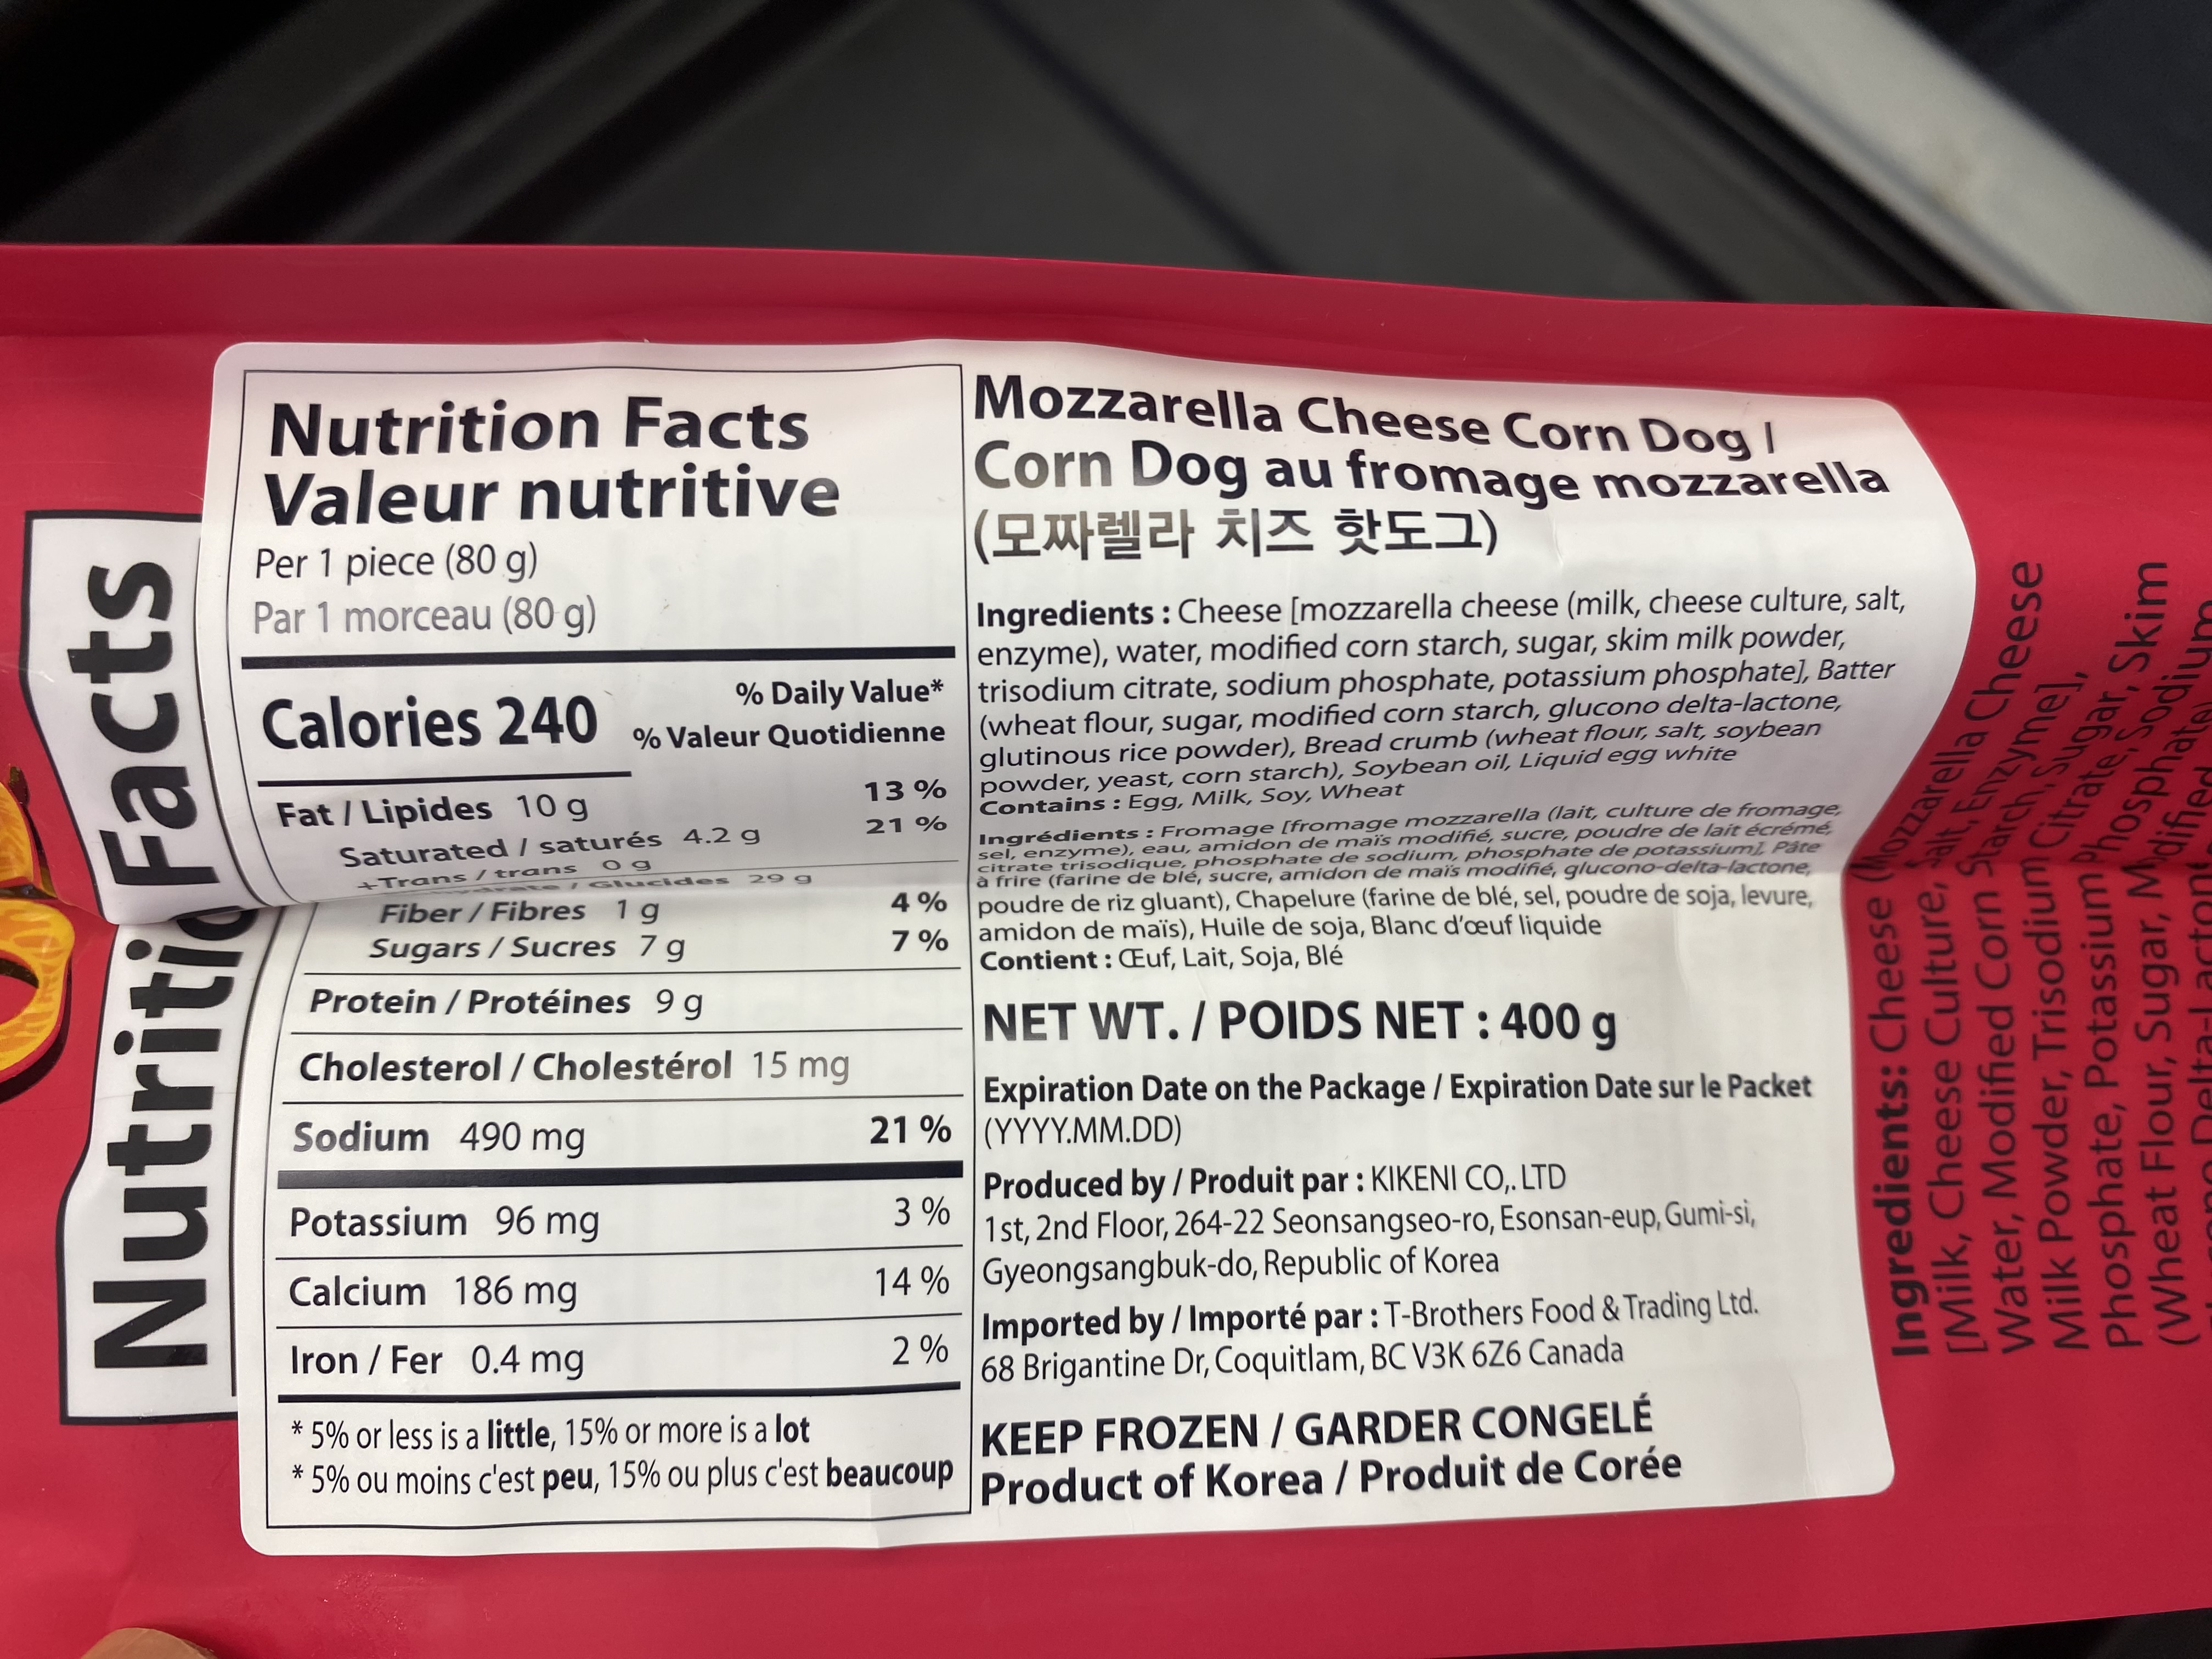 Nutrition Facts
Valeur nutritive
Per 1 piece (80 g)
Par 1 morceau (80 g)
Calories 240
% Daily Value*
% Valeur Quotidienne
Fat / Lipides 10 g 13 %
Saturated / saturés 4.2 g 21 %
+Trans / trans 0 g
/ Glucides 29 g
Fiber / Fibres 1 g 4 %
Sugars / Sucres 7 g 7 %
Protein / Protéines 9 g
Cholesterol / Cholestérol 15 mg
Sodium 490 mg 21 %
Potassium 96 mg 3 %
Calcium 186 mg 14 %
Iron / Fer 0.4 mg 2 %
* 5% or less is a little, 15% or more is a lot
* 5% ou moins c'est peu, 15% ou plus c'est beaucoup
Mozzarella Cheese Corn Dog /
Corn Dog au fromage mozzarella
(모짜렐라 치즈 핫도그)
Ingredients : Cheese [mozzarella cheese (milk, cheese culture, salt,
enzyme), water, modified corn starch, sugar, skim milk powder,
trisodium citrate, sodium phosphate, potassium phosphate], Batter
(wheat flour, sugar, modified corn starch, glucono delta-lactone,
glutinous rice powder), Bread crumb (wheat flour, salt, soybean
powder, yeast, corn starch), Soybean oil, Liquid egg white
Contains : Egg, Milk, Soy, Wheat
Ingrédients : Fromage [fromage mozzarella (lait, culture de fromage,
sel, enzyme), eau, amidon de maïs modifié, sucre, poudre de lait écrémé,
citrate trisodique, phosphate de sodium, phosphate de potassium], Pâte
à frire (farine de blé, sucre, amidon de maïs modifié, glucono-delta-lactone,
poudre de riz gluant), Chapelure (farine de blé, sel, poudre de soja, levure,
amidon de maïs), Huile de soja, Blanc d'œuf liquide
Contient : Œuf, Lait, Soja, Blé
NET WT. / POIDS NET : 400 g
Expiration Date on the Package / Expiration Date sur le Packet
(YYYY.MM.DD)
Produced by / Produit par : KIKENI CO,. LTD
1st, 2nd Floor, 264-22 Seonsangseo-ro, Esonsan-eup, Gumi-si,
Gyeongsangbuk-do, Republic of Korea
Imported by / Importé par : T-Brothers Food & Trading Ltd.
68 Brigantine Dr, Coquitlam, BC V3K 6Z6 Canada
KEEP FROZEN / GARDER CONGELÉ
Product of Korea / Produit de Corée
Nutritio Facts
Ingredients: Cheese (Mozzarella Cheese
[Milk, Cheese Culture, Salt, Enzyme],
Water, Modified Corn Starch, Sugar, Skim
Milk Powder, Trisodium Citrate, Sodium
Phosphate, Potassium Phosphate)
(Wheat Flour, Sugar, Modified
Delta-Lactone